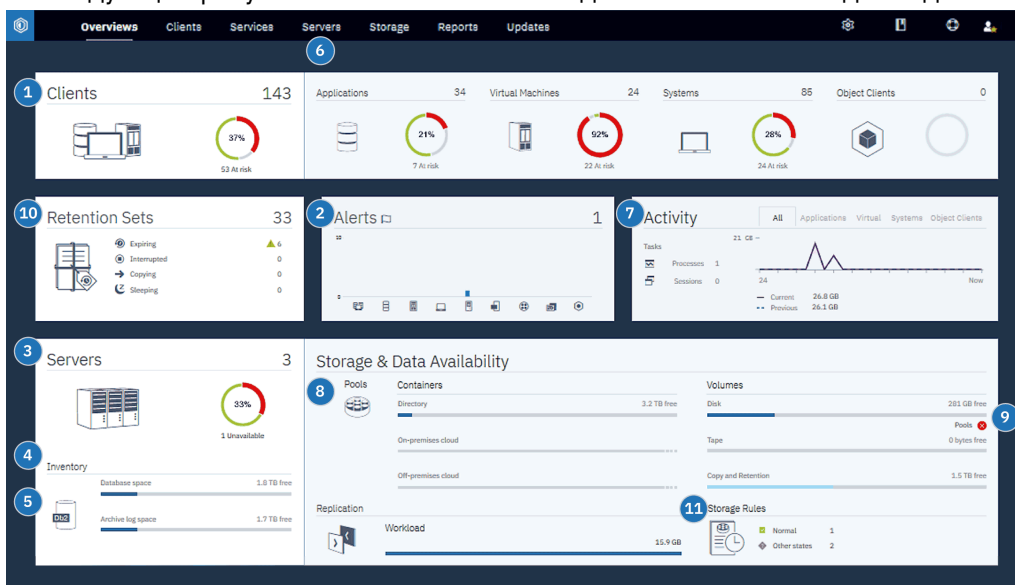 Overviews Clients Services Servers Storage Reports Updates
6
1 Clients 143
37%
53 At risk
Applications 34
21%
7 At risk
Virtual Machines 24
92%
22 At risk
Systems 85
28%
24 At risk
Object Clients 0
10 Retention Sets 33
Expiring 6
Interrupted 0
Copying 0
Sleeping 0
2 Alerts 1
10
0
7 Activity
All Applications Virtual Systems Object Clients
Tasks
Processes 1
Sessions 0
21 GB
24 Now
Current 26.8 GB
Previous 26.1 GB
3 Servers 3
33%
1 Unavailable
4
Inventory
Database space 1.8 TB free
5
Db2
Archive log space 1.7 TB free
Storage & Data Availability
8 Pools
Containers
Directory 3.2 TB free
On-premises cloud
Off-premises cloud
Volumes
Disk 281 GB free
9
Pools
Tape 0 bytes free
Copy and Retention 1.5 TB free
Replication
Workload
15.9 GB
11 Storage Rules
Normal 1
Other states 2